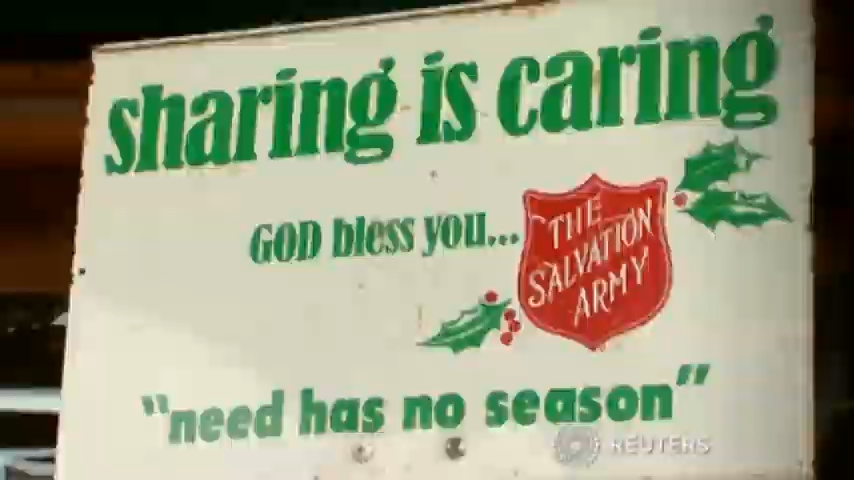 sharing is caring
GOD bless you...
THE
SALVATION
ARMY
"need has no season"
REUTERS